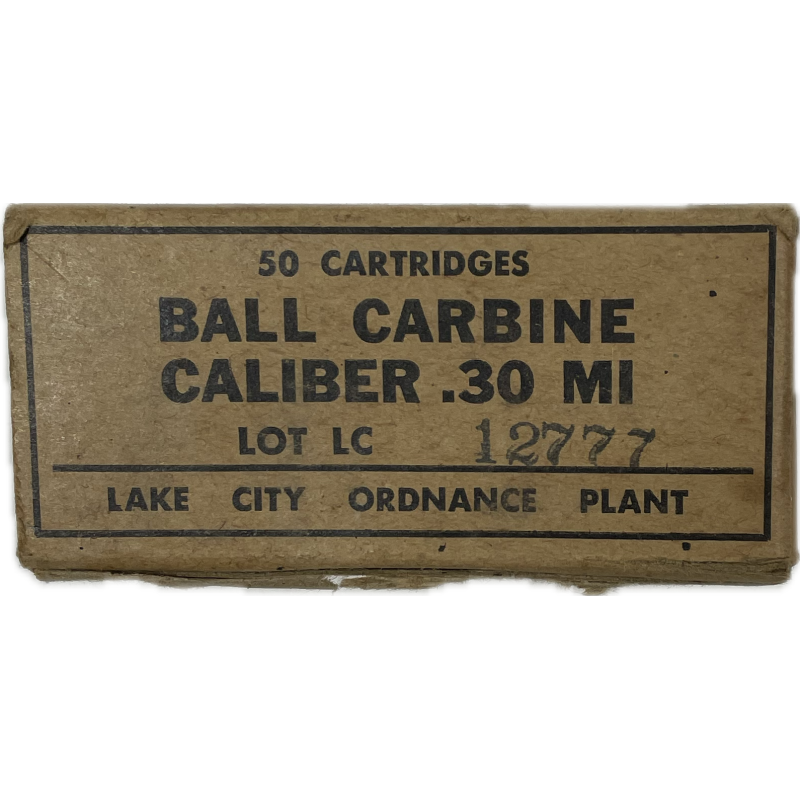 50 CARTRIDGES
BALL CARBINE
CALIBER .30 MI
LOT LC 12777
LAKE CITY ORDNANCE PLANT